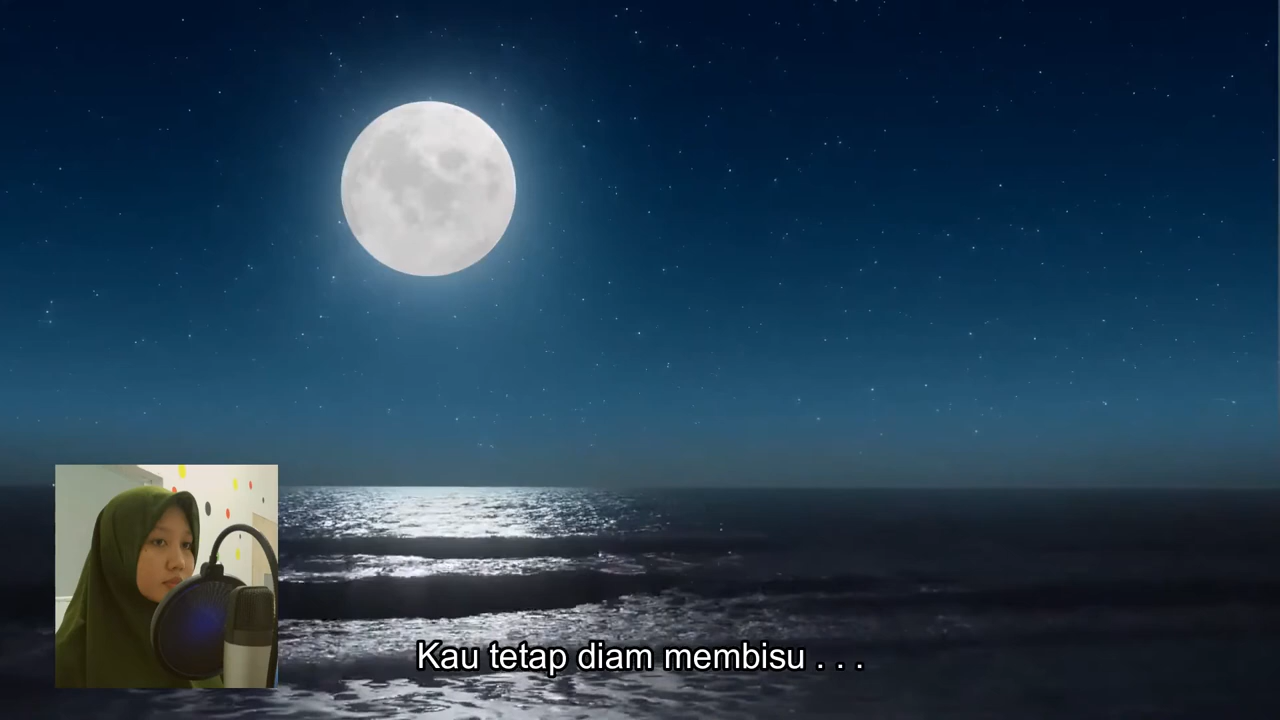 Kau tetap diam membisu . . .